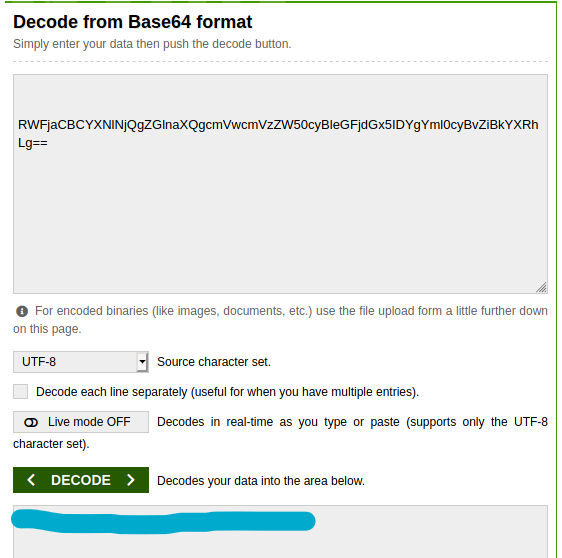 Decode from Base64 format
Simply enter your data then push the decode button.
RWFjaCBCYXNlNjQgZGlnaXQgcmVwcmVzZW50cyBleGFjdGx5IDYgYml0cyBvZiBkYXRh
Lg==
For encoded binaries (like images, documents, etc.) use the file upload form a little further down
on this page.
UTF-8 Source character set.
Decode each line separately (useful for when you have multiple entries).
Live mode OFF Decodes in real-time as you type or paste (supports only the UTF-8
character set).
DECODE Decodes your data into the area below.